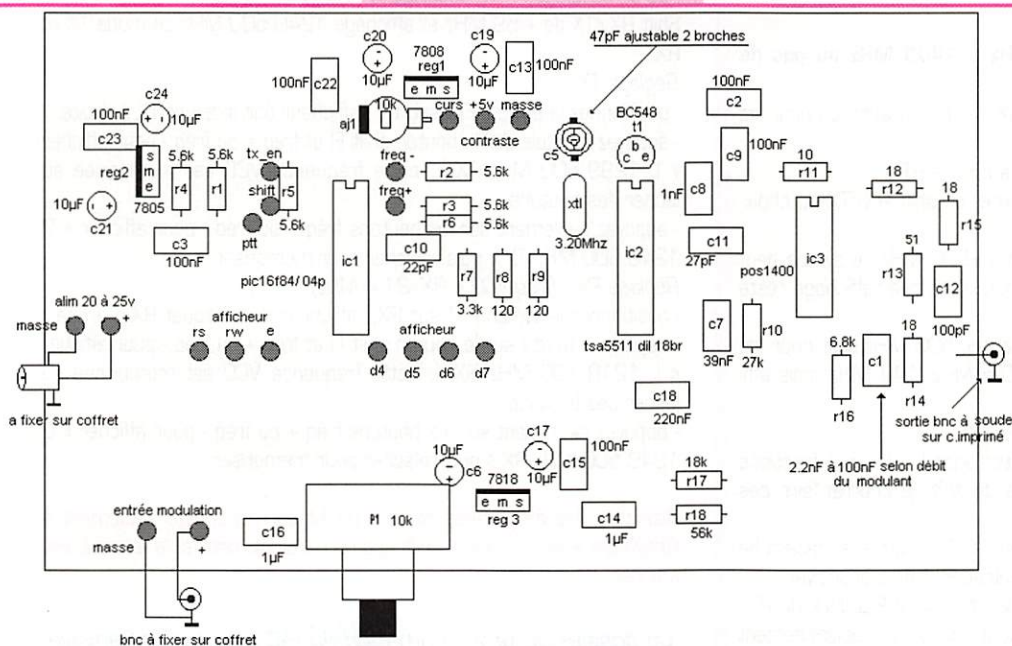 c20
7808
c19
47pF ajustable 2 broches
reg1
100nF
c22
10µF
e m s
10µF
c13
100nF
10k
curs +5v masse
BC548
t1
100nF
c2
c24
100nF
10µF
c23
aj1
contraste
c5
b
c e
c9
100nF
10
r11
reg2
s
m
e
5.6k
5.6k
tx_en
freq -
r2
5.6k
18
r12
18
r4
r1
shift
r5
freq+
r3
5.6k
xtl
1nF
c8
r15
10µF
7805
r6
5.6k
c21
ptt
5.6k
3.20Mhz
c3
100nF
ic1
c10
22pF
ic2
c11
27pF
ic3
51
r13
pic16f84/ 04p
r7
r8
r9
pos1400
c12
alim 20 à 25v
3.3k
120
120
100pF
masse
+
afficheur
afficheur
c7
r10
18
rs
rw
e
tsa5511 dil 18br
39nF
27k
6.8k
c1
d4
d5
d6
d7
r14
a fixer sur coffret
c18
220nF
r16
sortie bnc à soude
sur c.imprimé
10µF
c17
100nF
2.2nF à 100nF selon débit
du modulant
c6
10µF
c15
18k
r17
entrée modulation
7818
P1 10k
e m s
r18
masse
+
c16
reg 3
c14
56k
1µF
1µF
bnc à fixer sur coffret